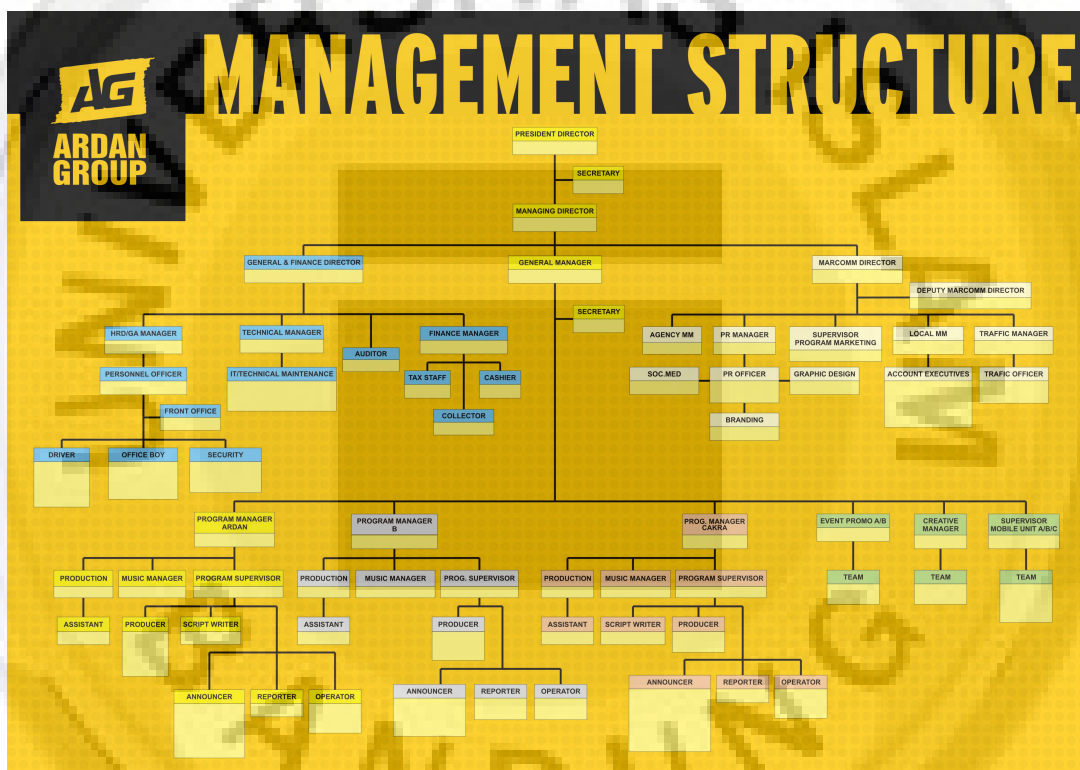 MANAGEMENT STRUCTURE
AG
ARDAN
GROUP
PRESIDENT DIRECTOR
SECRETARY
MANAGING DIRECTOR
GENERAL & FINANCE DIRECTOR
GENERAL MANAGER
MARCOMM DIRECTOR
DEPUTY MARCOMM DIRECTOR
SECRETARY
HRD/GA MANAGER
TECHNICAL MANAGER
AUDITOR
FINANCE MANAGER
AGENCY MM
PR MANAGER
SUPERVISOR
PROGRAM MARKETING
LOCAL MM
TRAFFIC MANAGER
PERSONNEL OFFICER
IT/TECHNICAL MAINTENANCE
TAX STAFF
CASHIER
SOC.MED
PR OFFICER
GRAPHIC DESIGN
ACCOUNT EXECUTIVES
TRAFIC OFFICER
FRONT OFFICE
COLLECTOR
BRANDING
DRIVER
OFFICE BOY
SECURITY
PROGRAM MANAGER
ARDAN
PROGRAM MANAGER
B
PROG. MANAGER
CAKRA
EVENT PROMO A/B
CREATIVE
MANAGER
SUPERVISOR
MOBILE UNIT A/B/C
PRODUCTION
MUSIC MANAGER
PROGRAM SUPERVISOR
PRODUCTION
MUSIC MANAGER
PROG. SUPERVISOR
PRODUCTION
MUSIC MANAGER
PROGRAM SUPERVISOR
TEAM
TEAM
TEAM
ASSISTANT
PRODUCER
SCRIPT WRITER
ASSISTANT
PRODUCER
ASSISTANT
SCRIPT WRITER
PRODUCER
ANNOUNCER
REPORTER
OPERATOR
ANNOUNCER
REPORTER
OPERATOR
ANNOUNCER
REPORTER
OPERATOR